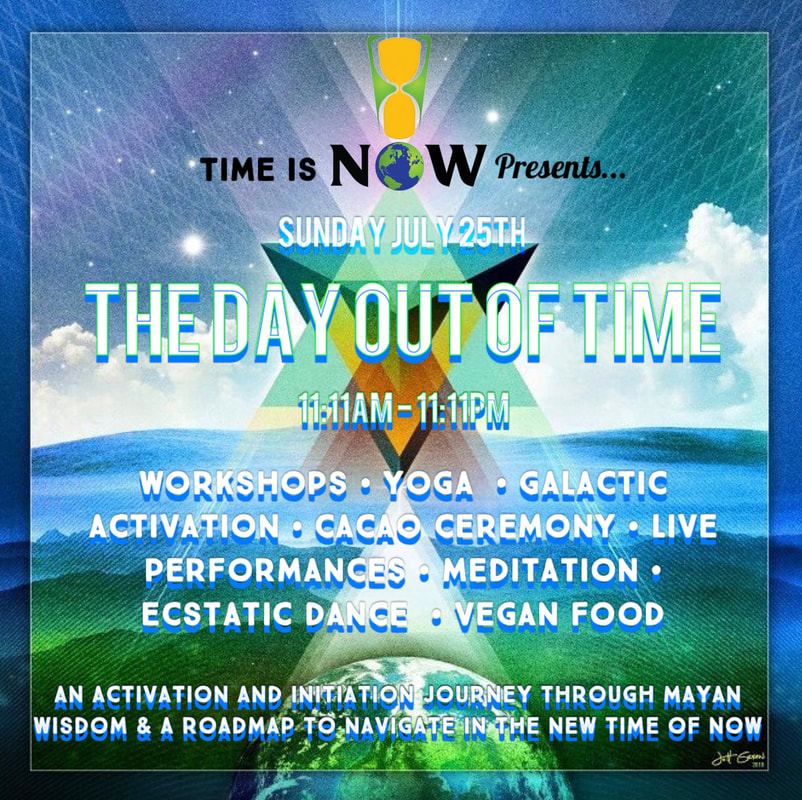 TIME IS NOW Presents...
SUNDAY JULY 25TH
THE DAY OUT OF TIME
11:11AM - 11:11PM
WORKSHOPS • YOGA • GALACTIC
ACTIVATION • CACAO CEREMONY • LIVE
PERFORMANCES • MEDITATION •
ECSTATIC DANCE • VEGAN FOOD
AN ACTIVATION AND INITIATION JOURNEY THROUGH MAYAN
WISDOM & A ROADMAP TO NAVIGATE IN THE NEW TIME OF NOW